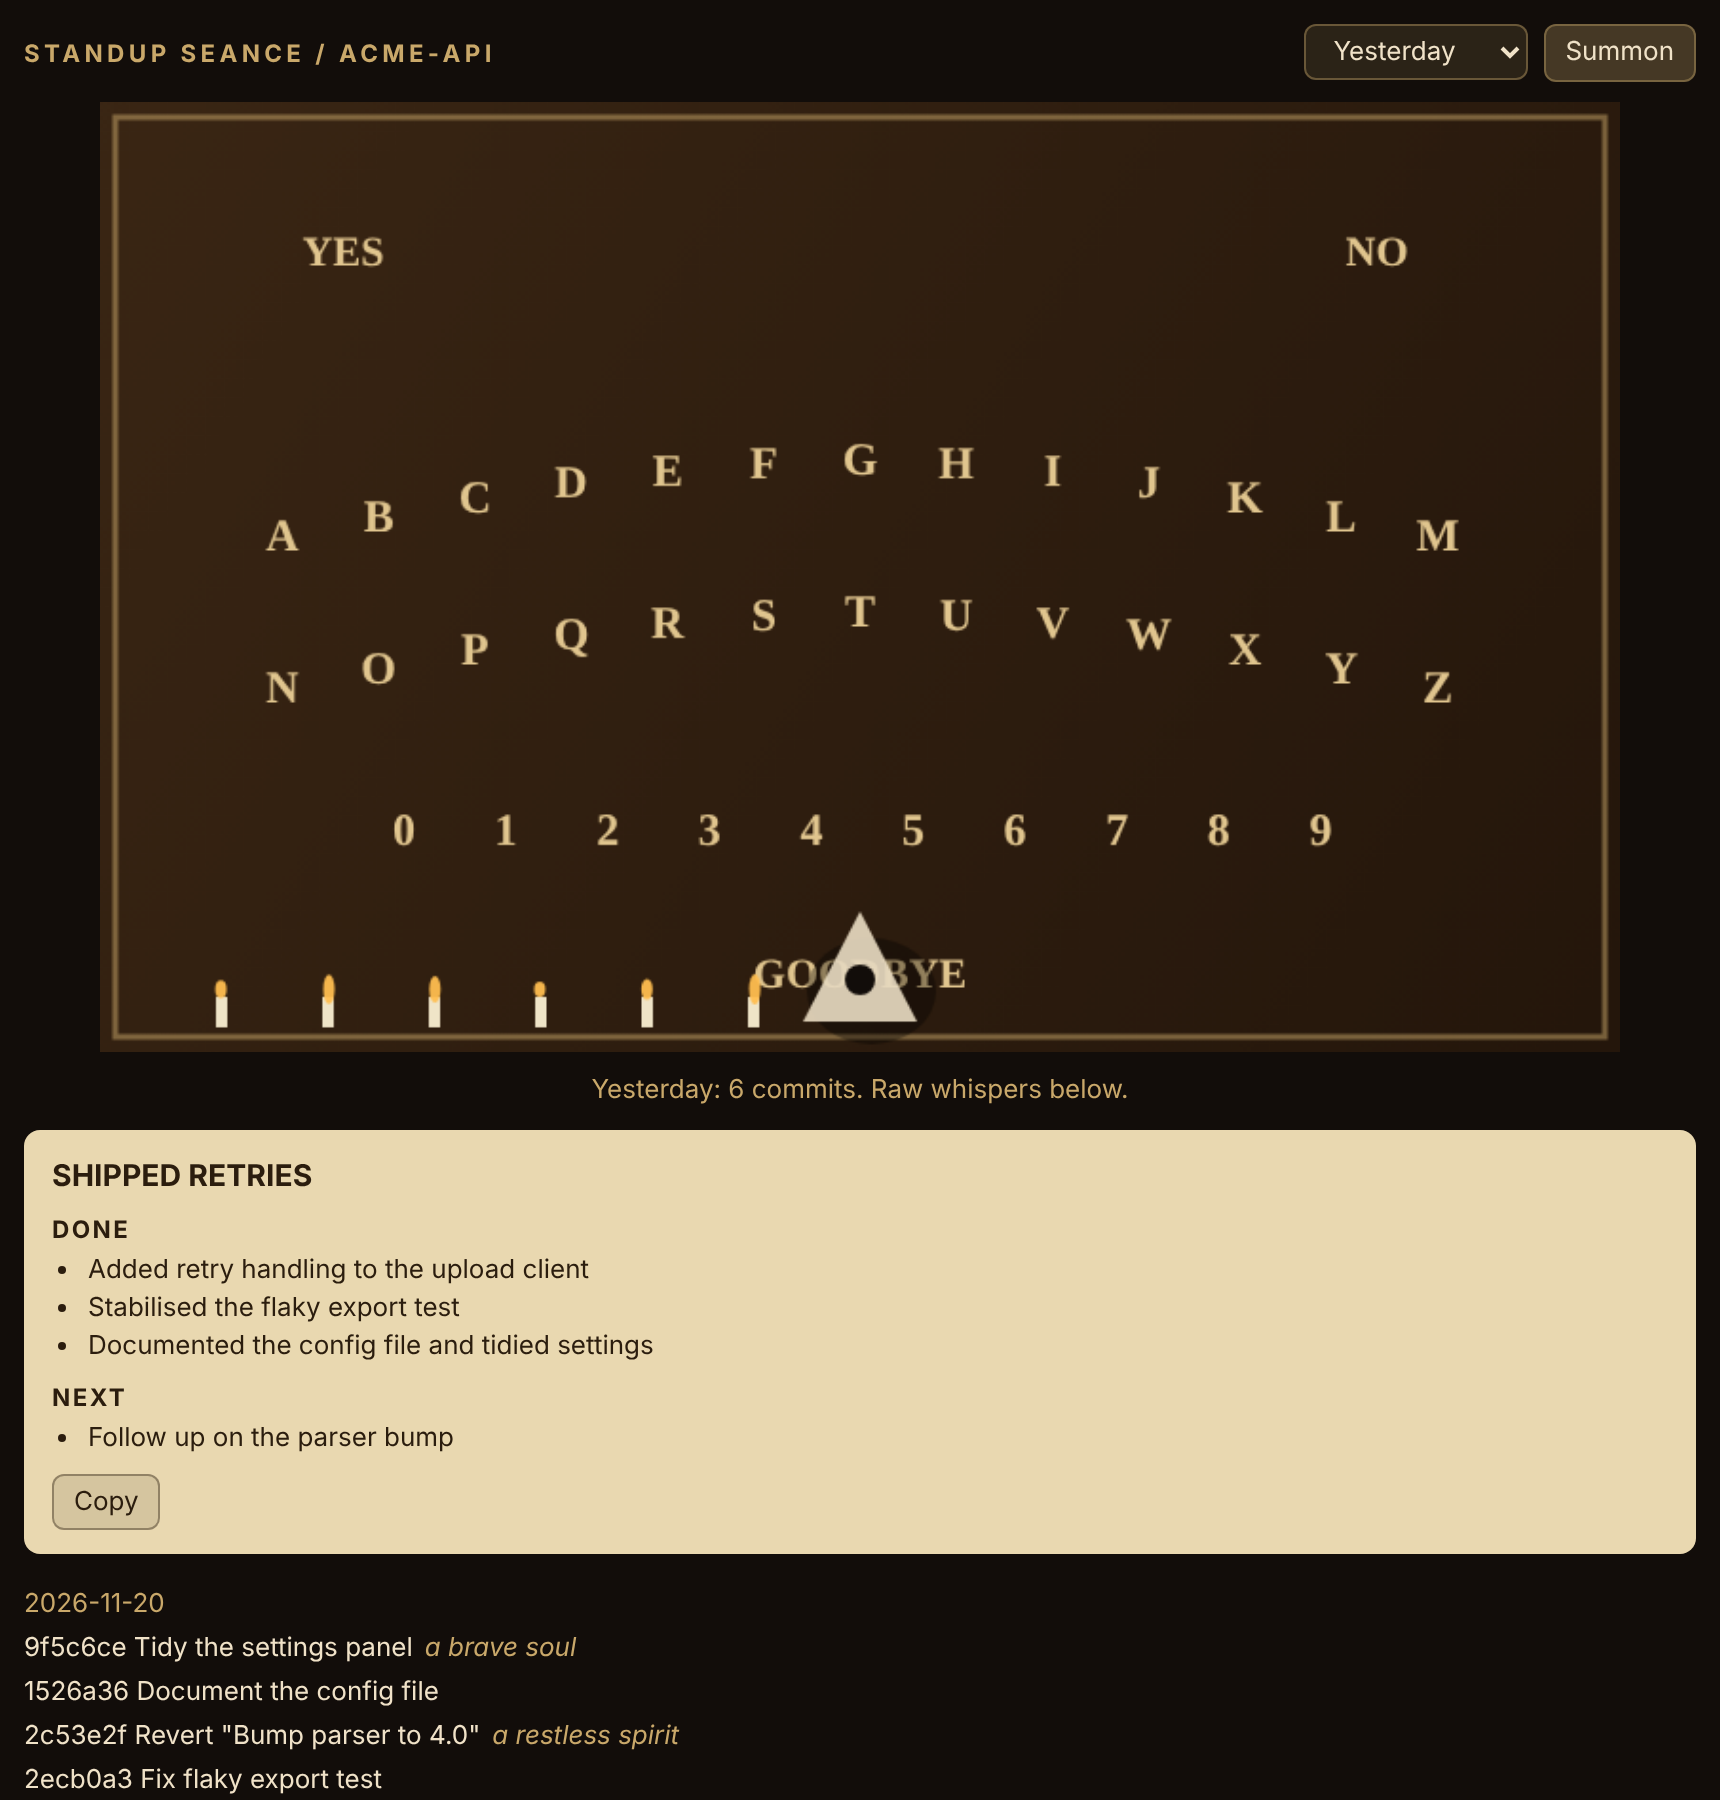 STANDUP SEANCE / ACME-API
Yesterday
Summon
YES NO
A B C D E F G H I J K L M
N O P Q R S T U V W X Y Z
0 1 2 3 4 5 6 7 8 9
GOODBYE
Yesterday: 6 commits. Raw whispers below.
SHIPPED RETRIES
DONE
• Added retry handling to the upload client
• Stabilised the flaky export test
• Documented the config file and tidied settings
NEXT
• Follow up on the parser bump
Copy
2026-11-20
9f5c6ce Tidy the settings panel a brave soul
1526a36 Document the config file
2c53e2f Revert "Bump parser to 4.0" a restless spirit
2ecb0a3 Fix flaky export test